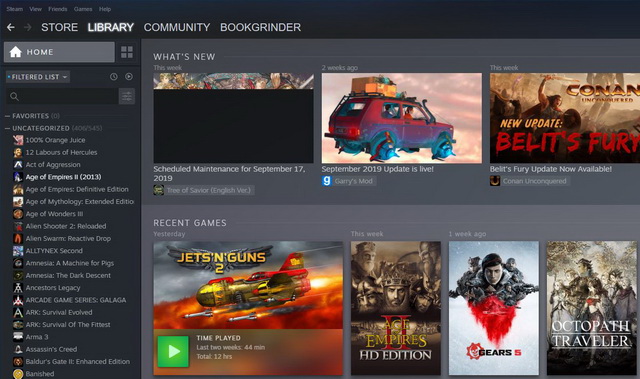 Steam View Friends Games Help
STORE LIBRARY COMMUNITY BOOKGRINDER
HOME
FILTERED LIST
FAVORITES (0)
UNCATEGORIZED (406/545)
100% Orange Juice
12 Labours of Hercules
Act of Aggression
Age of Empires II (2013)
Age of Empires: Definitive Edition
Age of Mythology: Extended Edition
Age of Wonders III
Alien Shooter 2: Reloaded
Alien Swarm: Reactive Drop
ALLTYNEX Second
Amnesia: A Machine for Pigs
Amnesia: The Dark Descent
Ancestors Legacy
ARCADE GAME SERIES: GALAGA
ARK: Survival Evolved
ARK: Survival Of The Fittest
Arma 3
Assassin's Creed
Baldur's Gate II: Enhanced Edition
Banished
WHAT'S NEW
This week
Scheduled Maintenance for September 17,
2019
Tree of Savior (English Ver.)
2 weeks ago
September 2019 Update is live!
Garry's Mod
This week
CONAN
UNCONQUERED
NEW UPDATE:
BELIT'S FURY
Belit's Fury Update Now Available!
Conan Unconquered
RECENT GAMES
Yesterday
JETS'N'GUNS
2
TIME PLAYED
Last two weeks: 44 min
Total: 12 hrs
This week
AGE OF
EMPIRES
II
HD EDITION
1 week ago
GEARS 5
OCTOPATH
TRAVELER